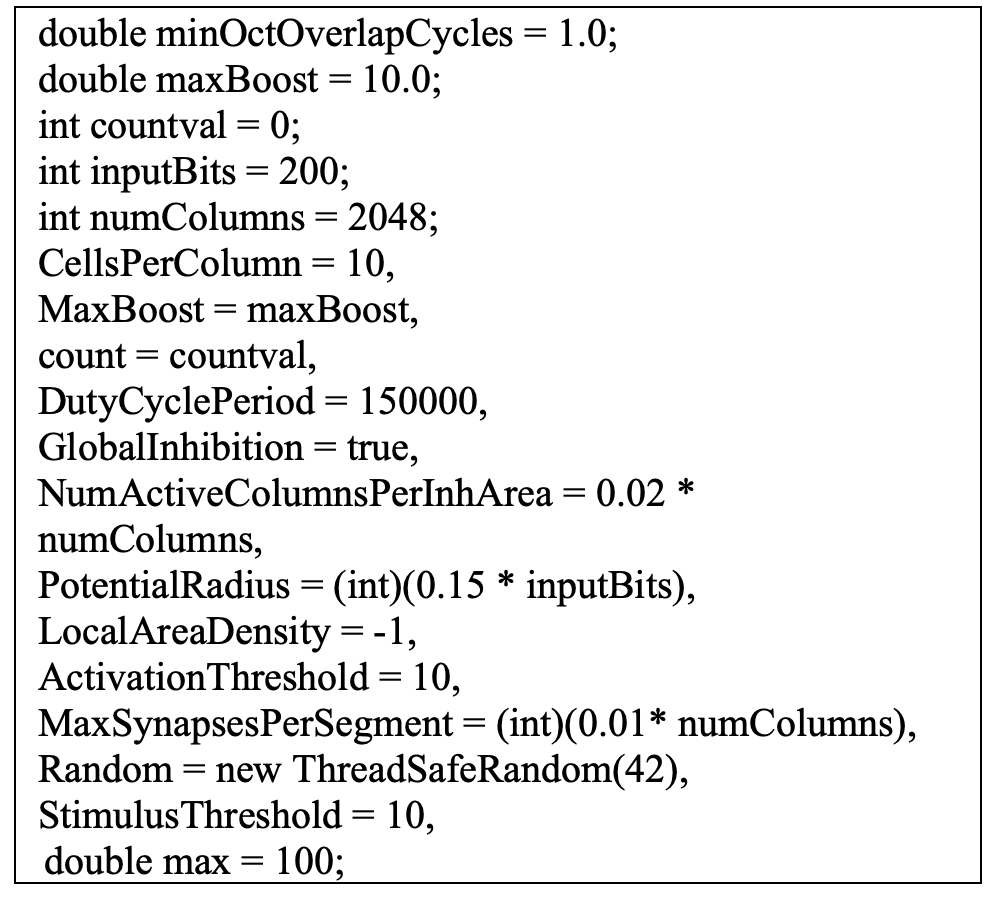 double minOctOverlapCycles = 1.0;
double maxBoost = 10.0;
int countval = 0;
int inputBits = 200;
int numColumns = 2048;
CellsPerColumn = 10,
MaxBoost = maxBoost,
count = countval,
DutyCyclePeriod = 150000,
GlobalInhibition = true,
NumActiveColumnsPerInhArea = 0.02 *
numColumns,
PotentialRadius = (int)(0.15 * inputBits),
LocalAreaDensity = -1,
ActivationThreshold = 10,
MaxSynapsesPerSegment = (int)(0.01* numColumns),
Random = new ThreadSafeRandom(42),
StimulusThreshold = 10,
double max = 100;